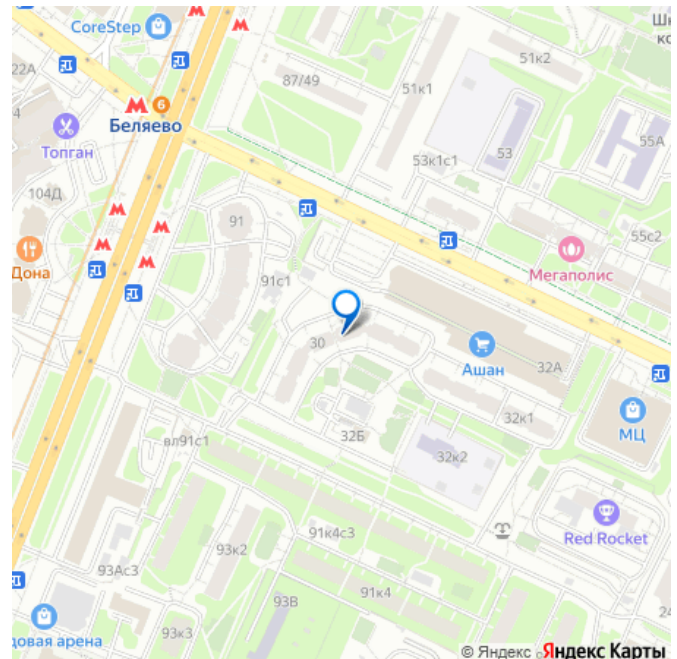 CoreStep
51к2
22А
87/49
51к1
6
Беляево
55А
4
53
Топган
53к1с1
104Д
91
55с2
Дона
Мегаполис
91с1
30
Ашан
32А
32к1
МЦ
32Б
вл91с1
32к2
91к4с3
Red Rocket
93к2
93Ас3
91к4
93В
24
93к3
довая арена
© Яндекс
Яндекс Карты